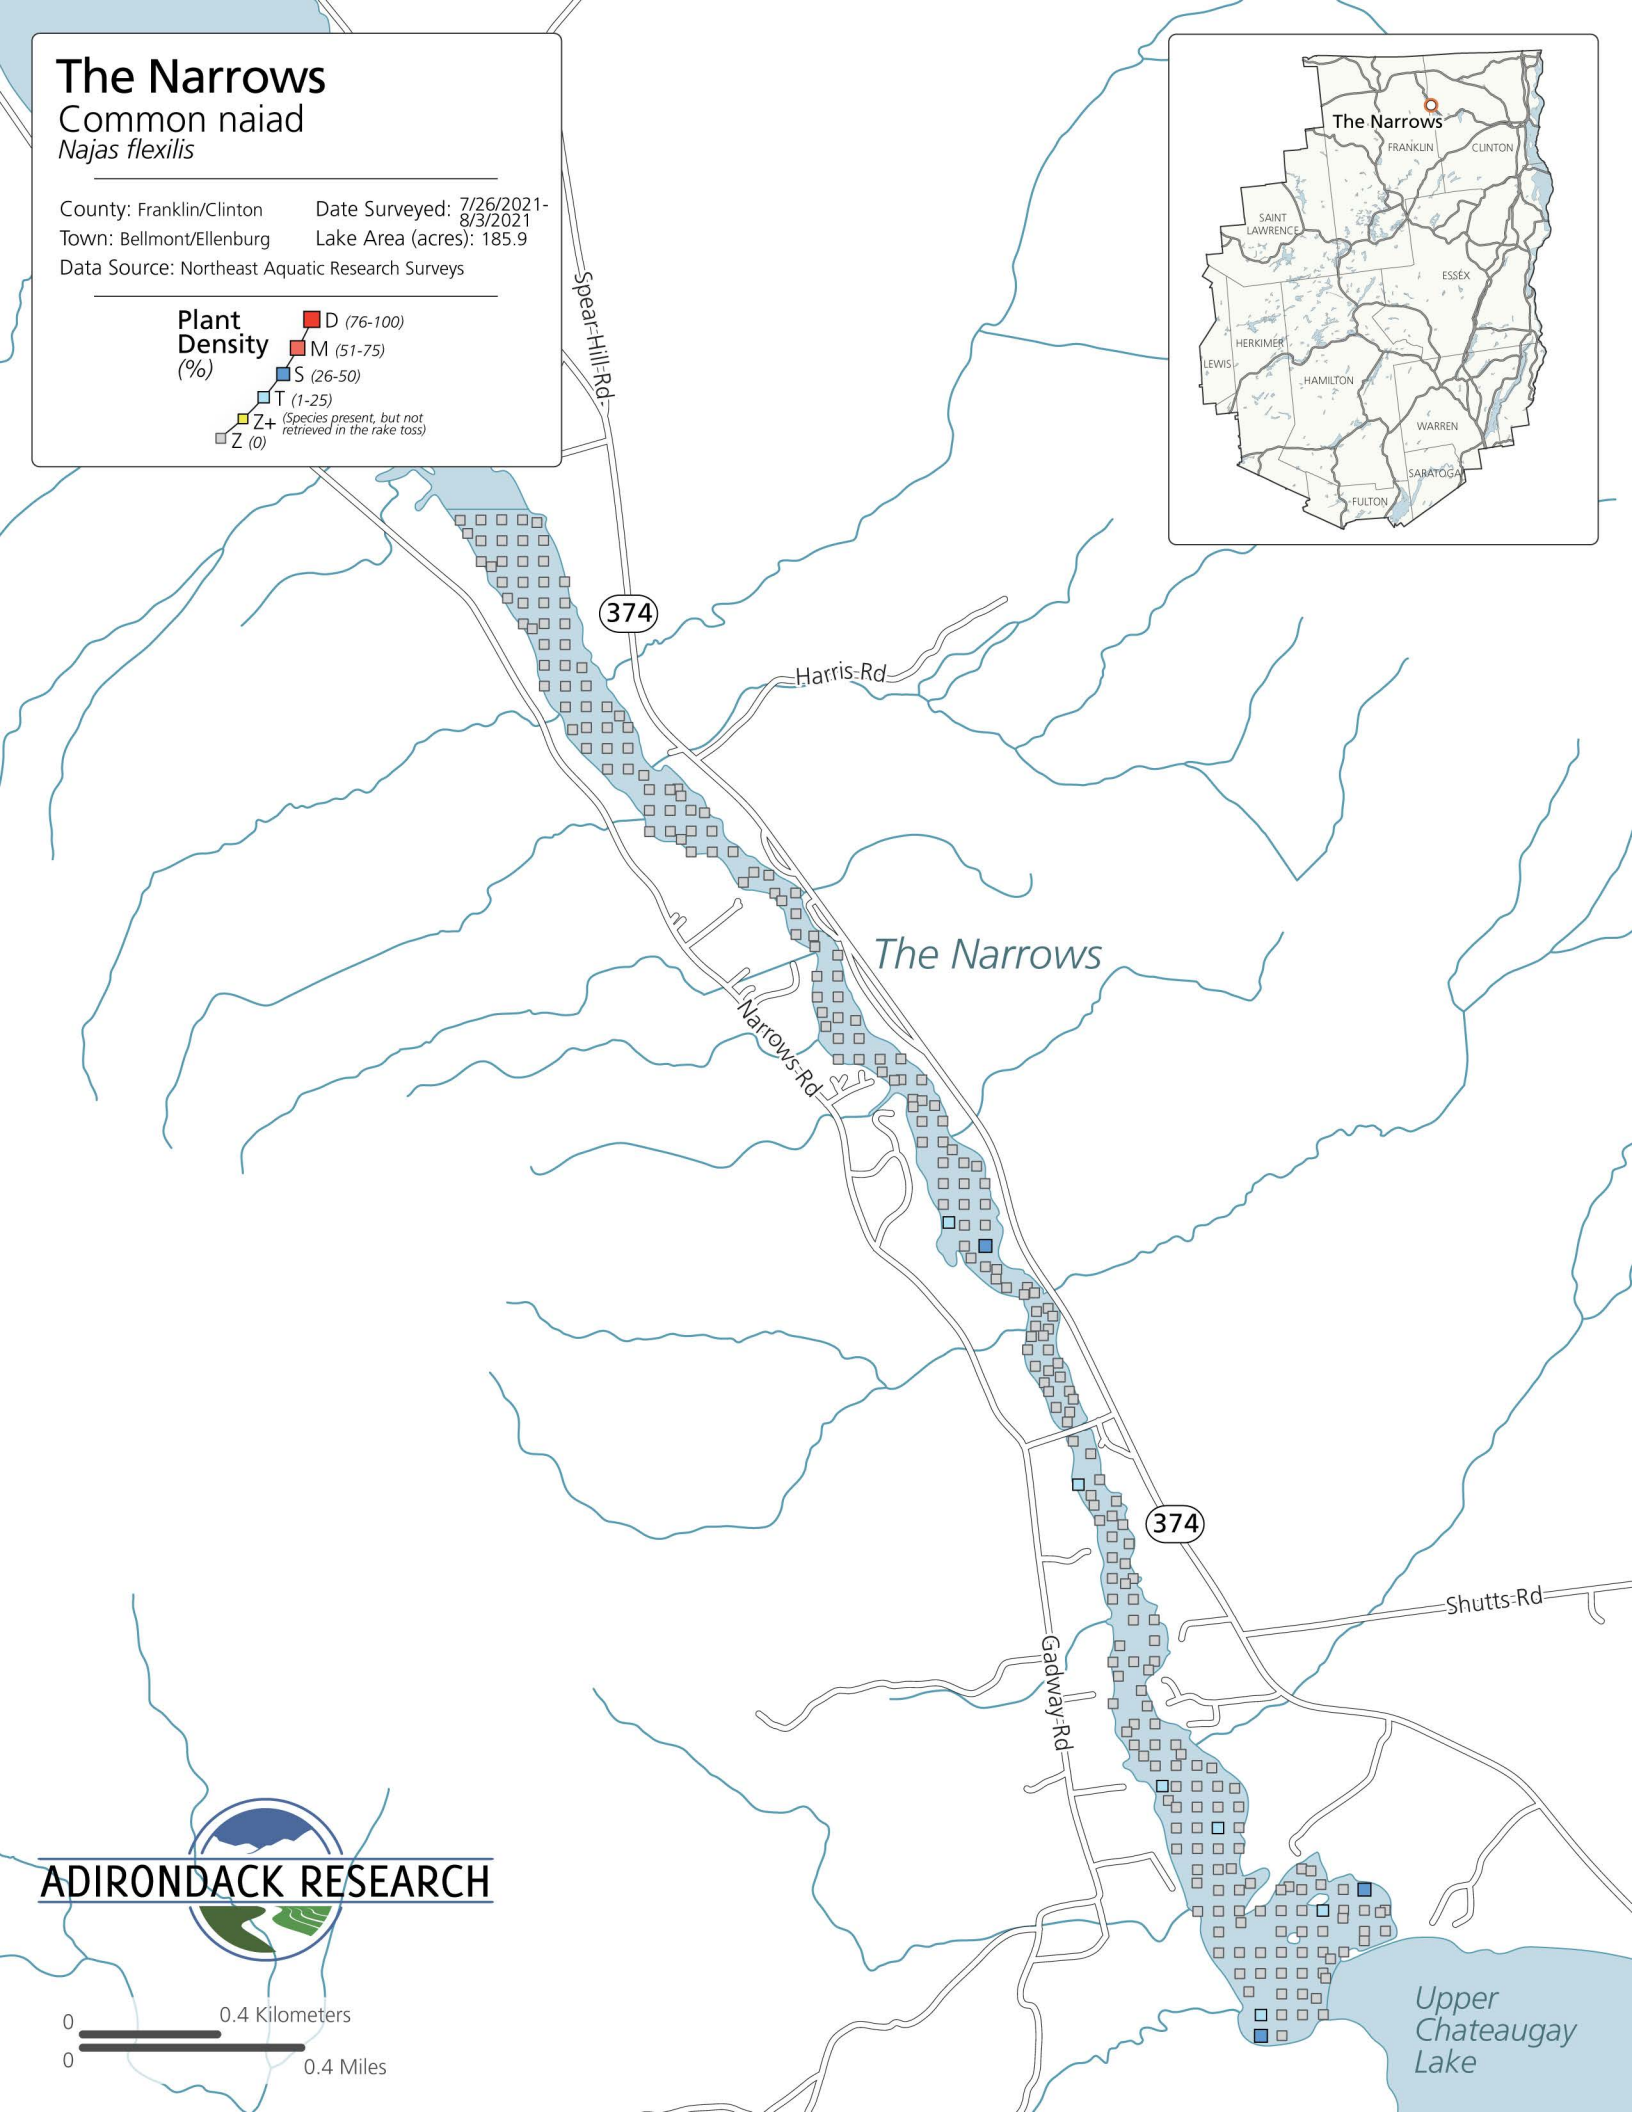 The Narrows
Common naiad
Najas flexilis
County: Franklin/Clinton
Date Surveyed: 7/26/2021-
8/3/2021
Town: Bellmont/Ellenburg
Lake Area (acres): 185.9
Data Source: Northeast Aquatic Research Surveys
Plant
Density
(%)
D (76-100)
M (51-75)
S (26-50)
T (1-25)
Z+ (Species present, but not
retrieved in the rake toss)
Z (0)
The Narrows
FRANKLIN
CLINTON
SAINT
LAWRENCE
ESSEX
HERKIMER
LEWIS
HAMILTON
WARREN
SARATOGA
FULTON
Spear Hill Rd
374
Harris Rd
The Narrows
Narrows Rd
374
Shutts Rd
Gadway Rd
ADIRONDACK RESEARCH
0
0.4 Kilometers
0
0.4 Miles
Upper
Chateaugay
Lake